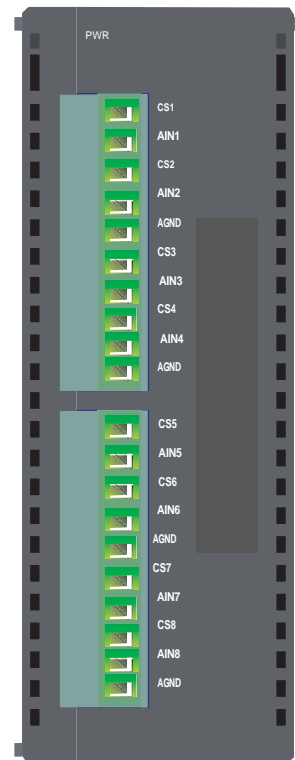 PWR
CS1
AIN1
CS2
AIN2
AGND
CS3
AIN3
CS4
AIN4
AGND
CS5
AIN5
CS6
AIN6
AGND
CS7
AIN7
CS8
AIN8
AGND